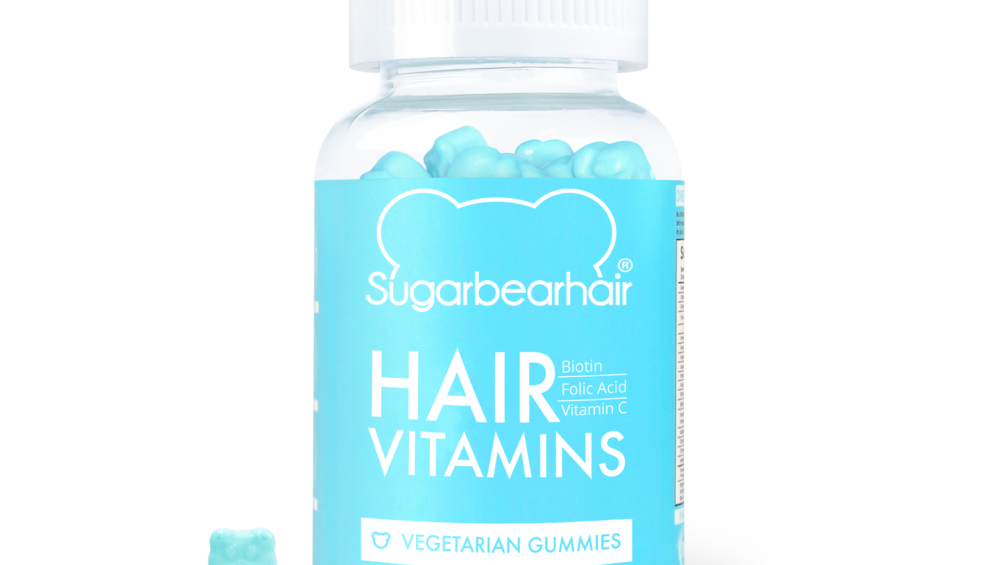 Sugarbearhair®
HAIR
Biotin
Folic Acid
Vitamin C
VITAMINS
VEGETARIAN GUMMIES